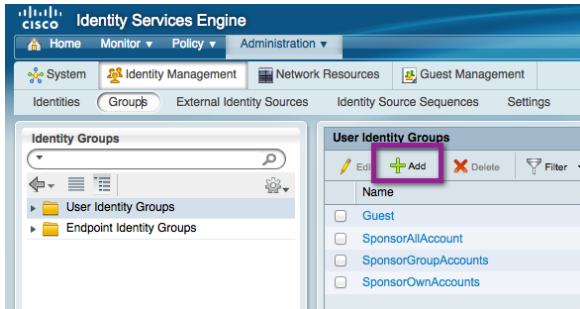 cisco Identity Services Engine
Home Monitor ▼ Policy ▼ Administration ▼
System Identity Management Network Resources Guest Management
Identities Groups External Identity Sources Identity Source Sequences Settings
Identity Groups
User Identity Groups
Endpoint Identity Groups
User Identity Groups
Edit Add Delete Filter
Name
Guest
SponsorAllAccount
SponsorGroupAccounts
SponsorOwnAccounts